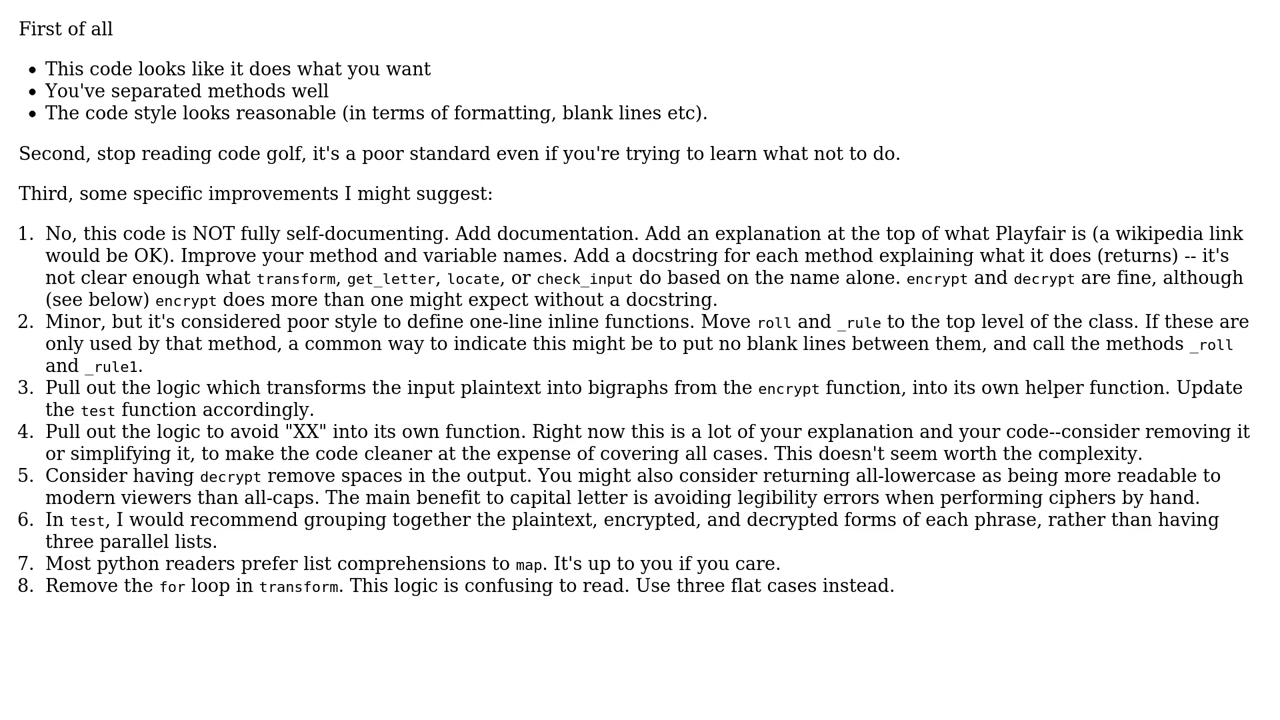 First of all
• This code looks like it does what you want
• You've separated methods well
• The code style looks reasonable (in terms of formatting, blank lines etc).
Second, stop reading code golf, it's a poor standard even if you're trying to learn what not to do.
Third, some specific improvements I might suggest:
1. No, this code is NOT fully self-documenting. Add documentation. Add an explanation at the top of what Playfair is (a wikipedia link
would be OK). Improve your method and variable names. Add a docstring for each method explaining what it does (returns) -- it's
not clear enough what transform, get_letter, locate, or check_input do based on the name alone. encrypt and decrypt are fine, although
(see below) encrypt does more than one might expect without a docstring.
2. Minor, but it's considered poor style to define one-line inline functions. Move roll and _rule to the top level of the class. If these are
only used by that method, a common way to indicate this might be to put no blank lines between them, and call the methods _roll
and _rule1.
3. Pull out the logic which transforms the input plaintext into bigraphs from the encrypt function, into its own helper function. Update
the test function accordingly.
4. Pull out the logic to avoid "XX" into its own function. Right now this is a lot of your explanation and your code--consider removing it
or simplifying it, to make the code cleaner at the expense of covering all cases. This doesn't seem worth the complexity.
5. Consider having decrypt remove spaces in the output. You might also consider returning all-lowercase as being more readable to
modern viewers than all-caps. The main benefit to capital letter is avoiding legibility errors when performing ciphers by hand.
6. In test, I would recommend grouping together the plaintext, encrypted, and decrypted forms of each phrase, rather than having
three parallel lists.
7. Most python readers prefer list comprehensions to map. It's up to you if you care.
8. Remove the for loop in transform. This logic is confusing to read. Use three flat cases instead.